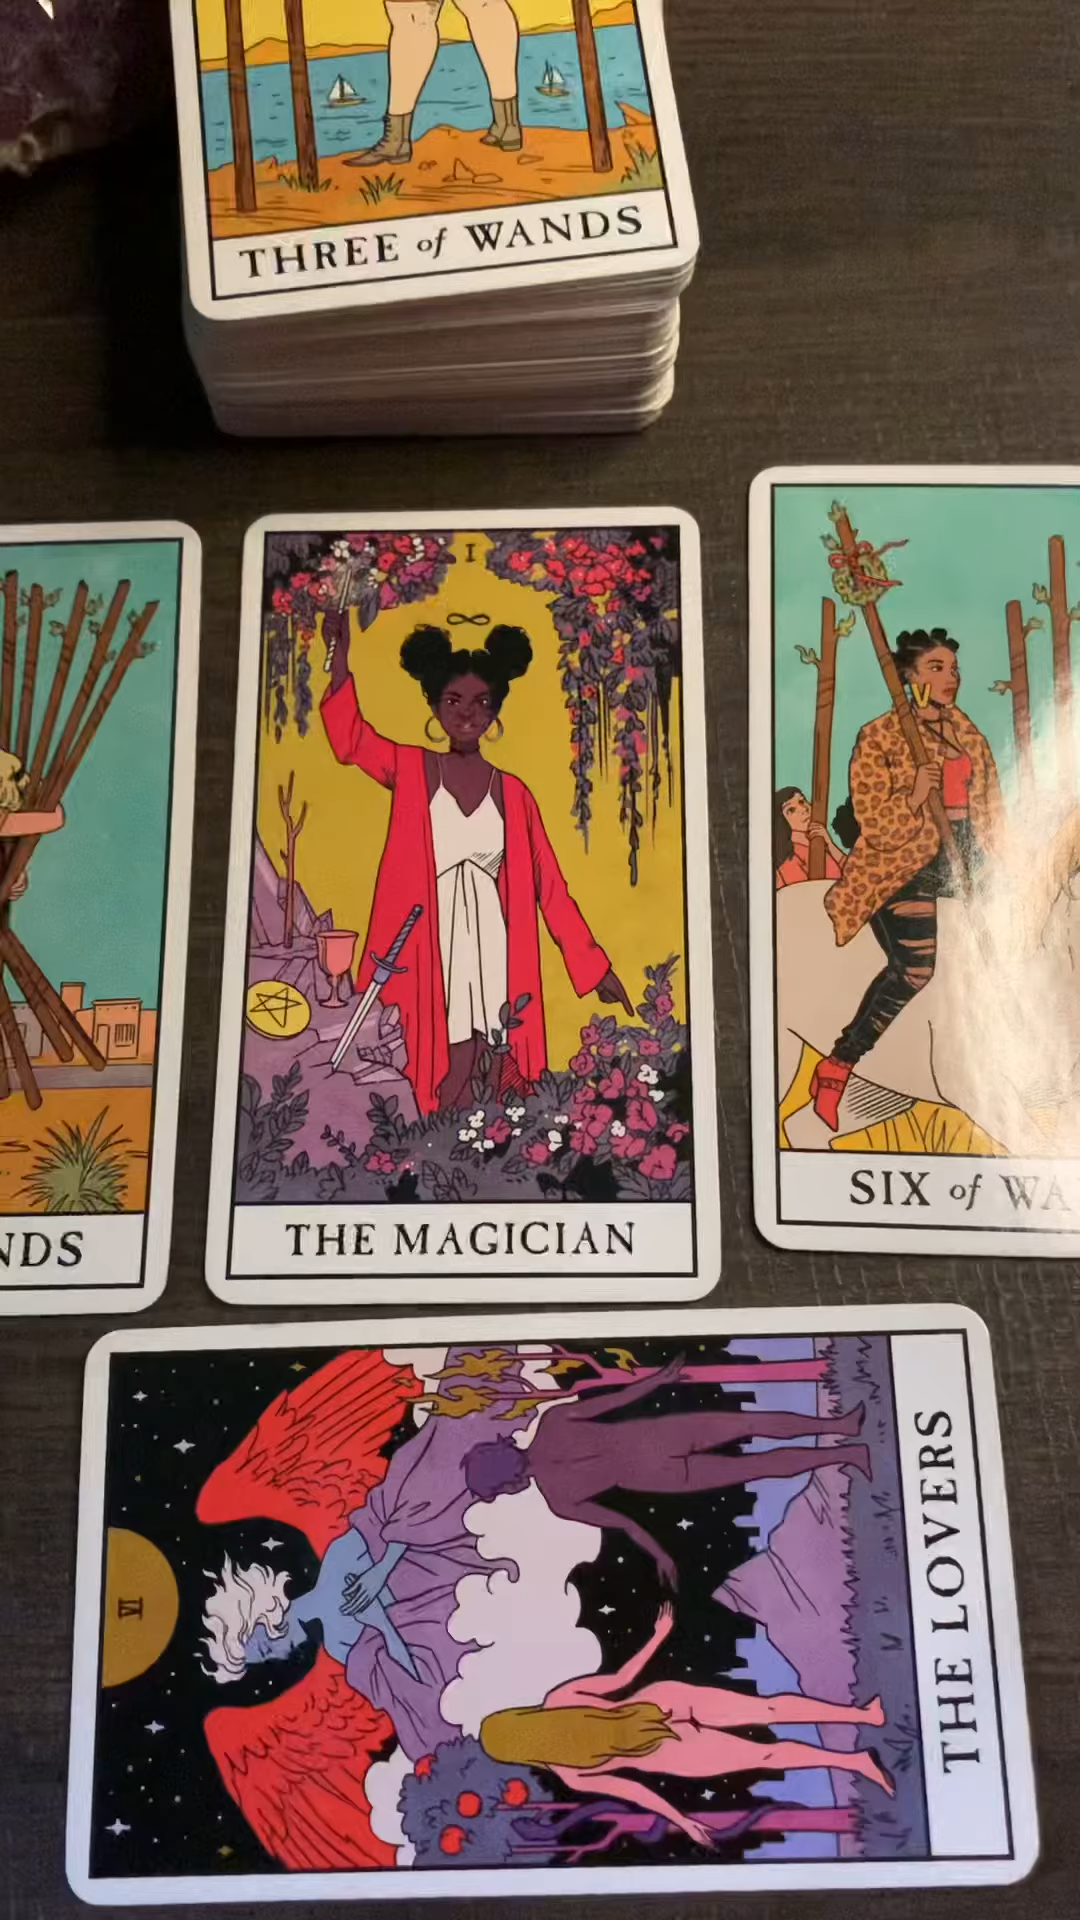 THREE of WANDS
I
THE MAGICIAN
SIX of WA
NDS
VI
THE LOVERS